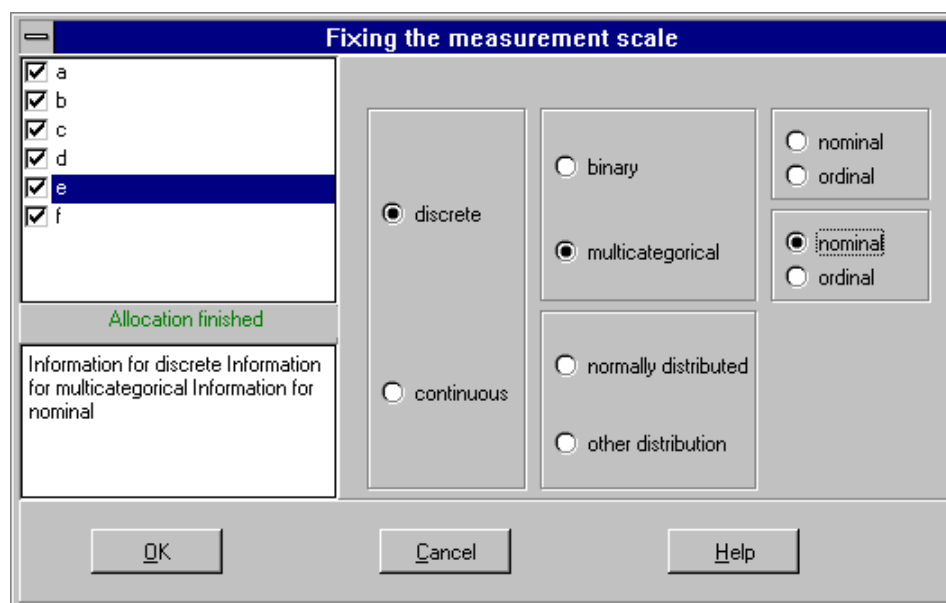 Fixing the measurement scale
a
b
c
d
e
f
Allocation finished
Information for discrete Information
for multicategorical Information for
nominal
discrete
continuous
binary
multicategorical
normally distributed
other distribution
nominal
ordinal
nominal
ordinal
OK
Cancel
Help